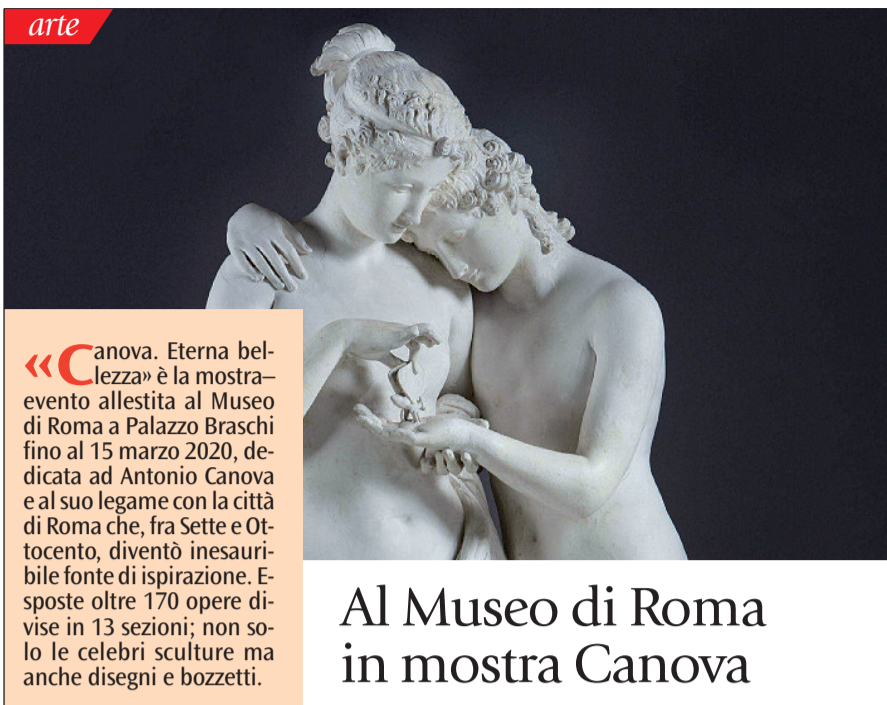 arte
«Canova. Eterna bel-
lezza» è la mostra–
evento allestita al Museo
di Roma a Palazzo Braschi
fino al 15 marzo 2020, de-
dicata ad Antonio Canova
e al suo legame con la città
di Roma che, fra Sette e Ot-
tocento, diventò inesauri-
bile fonte di ispirazione. E-
sposte oltre 170 opere di-
vise in 13 sezioni; non so-
lo le celebri sculture ma
anche disegni e bozzetti.
Al Museo di Roma
in mostra Canova